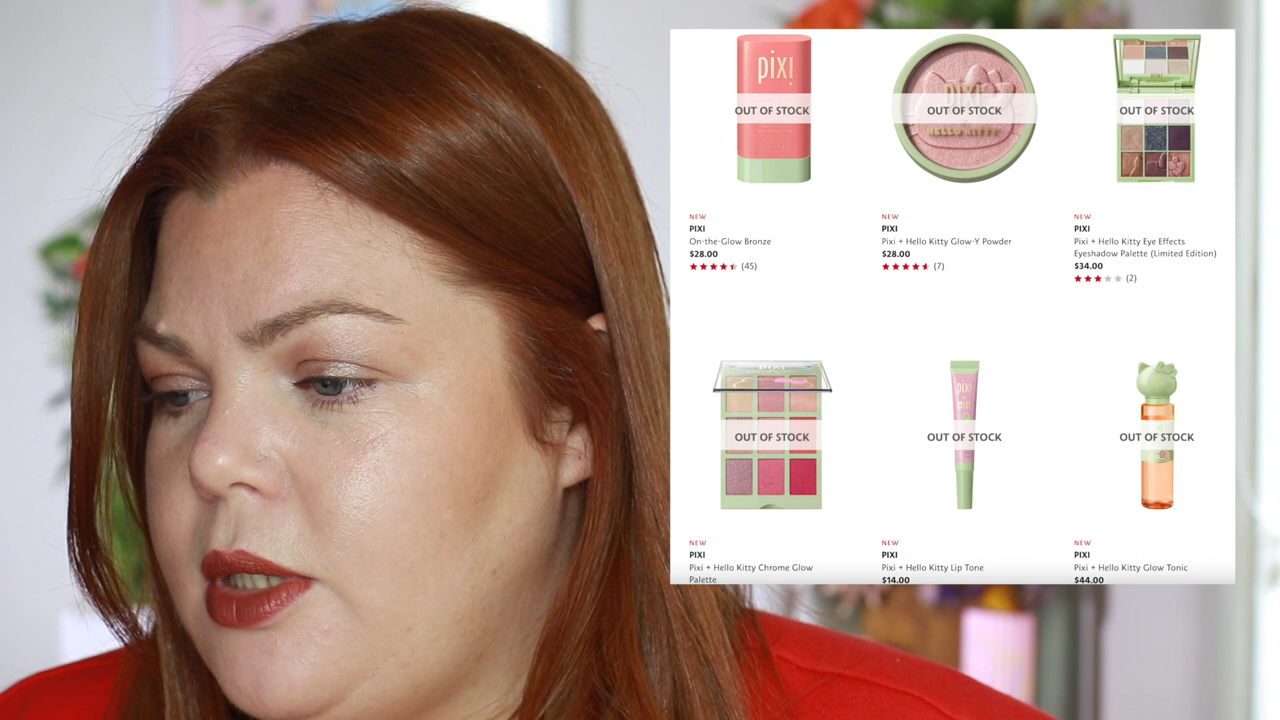 pixi
OUT OF STOCK
NEW
PIXI
On-the-Glow Bronze
$28.00
(45)
PIXI
OUT OF STOCK
HELLO KITTY
NEW
PIXI
Pixi + Hello Kitty Glow-Y Powder
$28.00
(7)
OUT OF STOCK
NEW
PIXI
Pixi + Hello Kitty Eye Effects
Eyeshadow Palette (Limited Edition)
$34.00
(2)
OUT OF STOCK
NEW
PIXI
Pixi + Hello Kitty Chrome Glow
Palette
pixi
OUT OF STOCK
NEW
PIXI
Pixi + Hello Kitty Lip Tone
$14.00
OUT OF STOCK
NEW
PIXI
Pixi + Hello Kitty Glow Tonic
$44.00